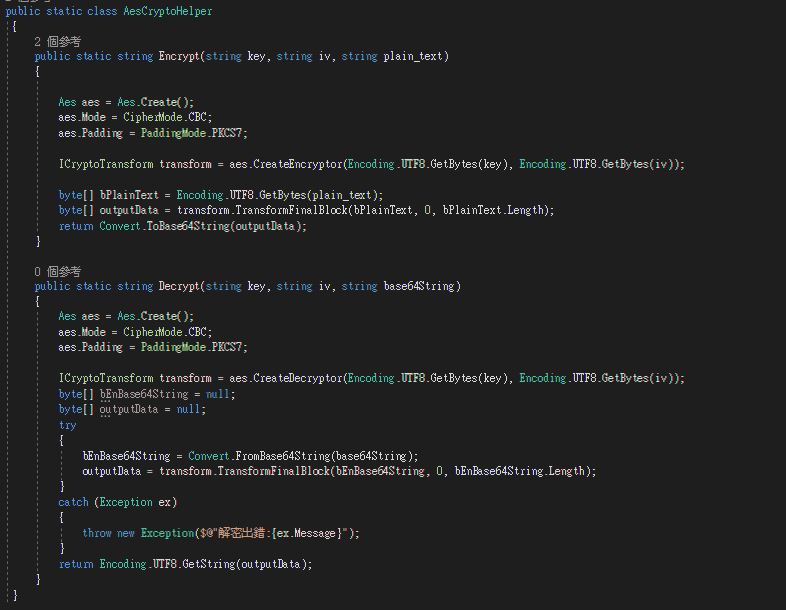 public static class AesCryptoHelper
{
2 個參考
public static string Encrypt(string key, string iv, string plain_text)
{
Aes aes = Aes.Create();
aes.Mode = CipherMode.CBC;
aes.Padding = PaddingMode.PKCS7;
ICryptoTransform transform = aes.CreateEncryptor(Encoding.UTF8.GetBytes(key), Encoding.UTF8.GetBytes(iv));
byte[] bPlainText = Encoding.UTF8.GetBytes(plain_text);
byte[] outputData = transform.TransformFinalBlock(bPlainText, 0, bPlainText.Length);
return Convert.ToBase64String(outputData);
}
0 個參考
public static string Decrypt(string key, string iv, string base64String)
{
Aes aes = Aes.Create();
aes.Mode = CipherMode.CBC;
aes.Padding = PaddingMode.PKCS7;
ICryptoTransform transform = aes.CreateDecryptor(Encoding.UTF8.GetBytes(key), Encoding.UTF8.GetBytes(iv));
byte[] bEnBase64String = null;
byte[] outputData = null;
try
{
bEnBase64String = Convert.FromBase64String(base64String);
outputData = transform.TransformFinalBlock(bEnBase64String, 0, bEnBase64String.Length);
}
catch (Exception ex)
{
throw new Exception($@"解密出錯:{ex.Message}");
}
return Encoding.UTF8.GetString(outputData);
}
}